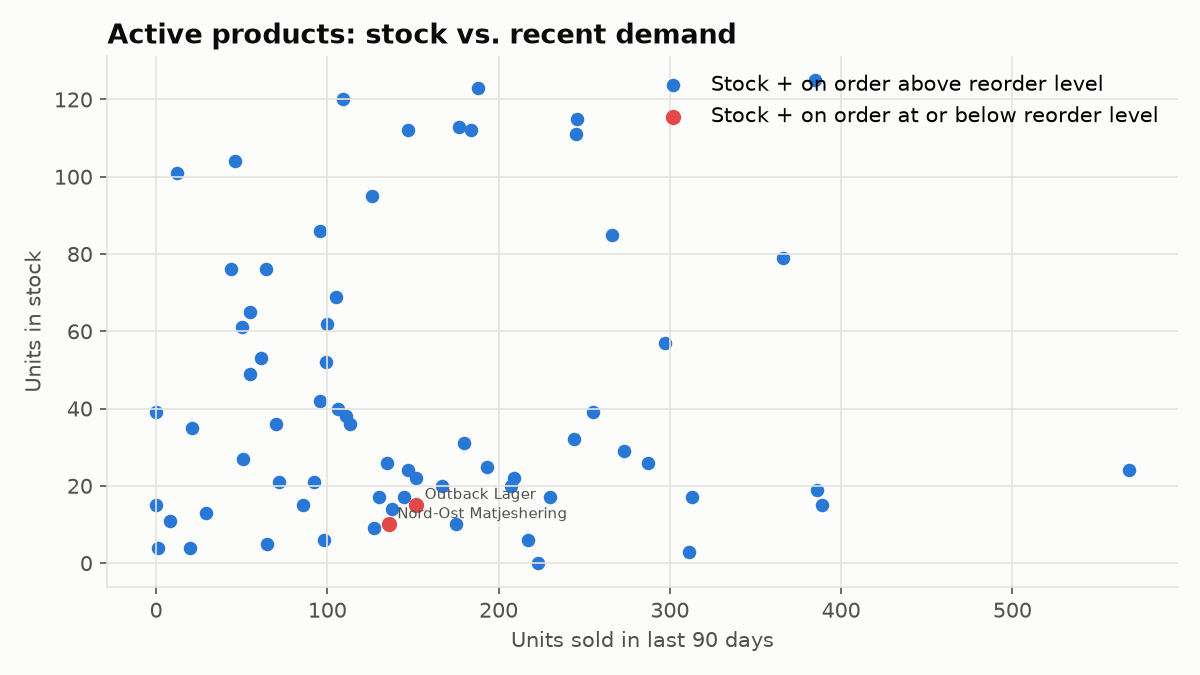 Active products: stock vs. recent demand
Stock + on order above reorder level
Stock + on order at or below reorder level
Units in stock
120
100
80
60
40
20
0
Outback Lager
Nord-Ost Matjeshering
0 100 200 300 400 500
Units sold in last 90 days